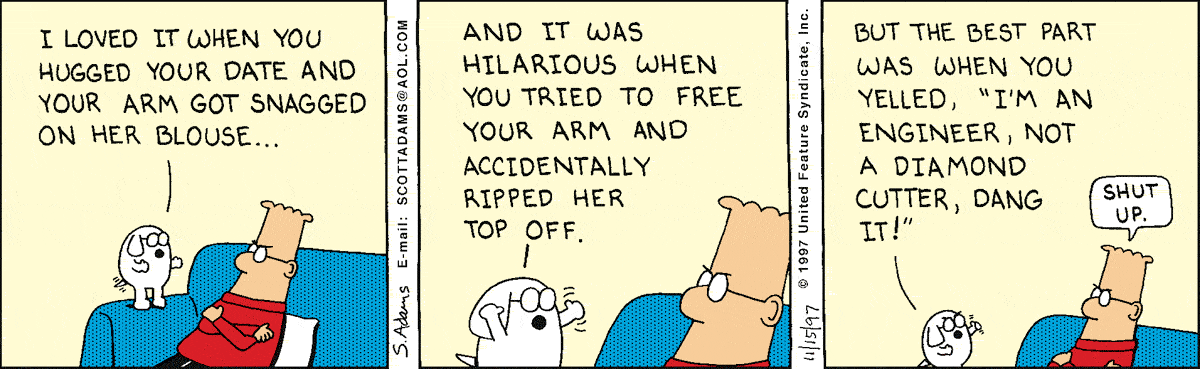 I LOVED IT WHEN YOU
HUGGED YOUR DATE AND
YOUR ARM GOT SNAGGED
ON HER BLOUSE...
S. Adams E-mail: SCOTTADAMS@AOL.COM
AND IT WAS
HILARIOUS WHEN
YOU TRIED TO FREE
YOUR ARM AND
ACCIDENTALLY
RIPPED HER
TOP OFF.
11/15/97 © 1997 United Feature Syndicate, Inc.
BUT THE BEST PART
WAS WHEN YOU
YELLED, "I'M AN
ENGINEER, NOT
A DIAMOND
CUTTER, DANG
IT!"
SHUT
UP.